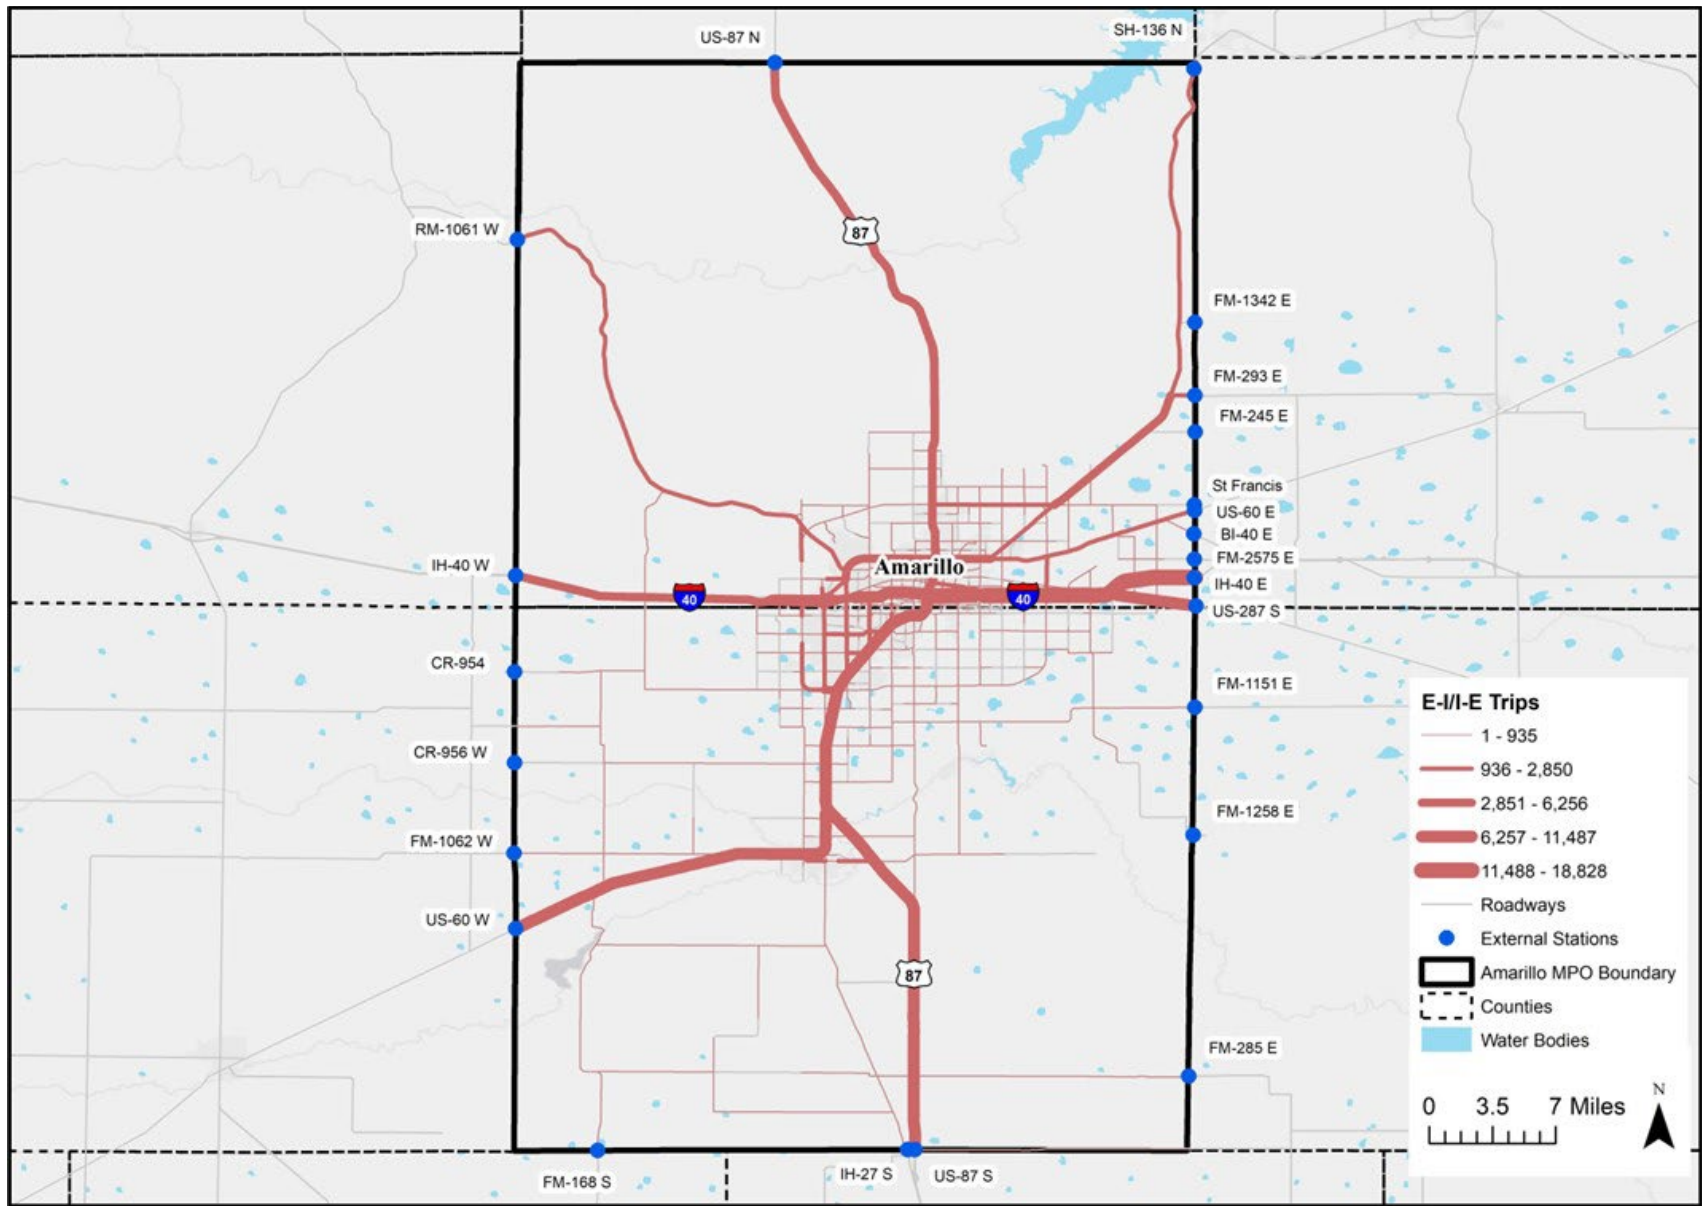 US-87 N
SH-136 N
RM-1061 W
87
FM-1342 E
FM-293 E
FM-245 E
St Francis
US-60 E
BI-40 E
FM-2575 E
IH-40 W
Amarillo
IH-40 E
40
40
US-287 S
CR-954
FM-1151 E
CR-956 W
FM-1258 E
FM-1062 W
US-60 W
87
FM-285 E
FM-168 S
IH-27 S
US-87 S
E-I/I-E Trips
1 - 935
936 - 2,850
2,851 - 6,256
6,257 - 11,487
11,488 - 18,828
Roadways
External Stations
Amarillo MPO Boundary
Counties
Water Bodies
N
0 3.5 7 Miles